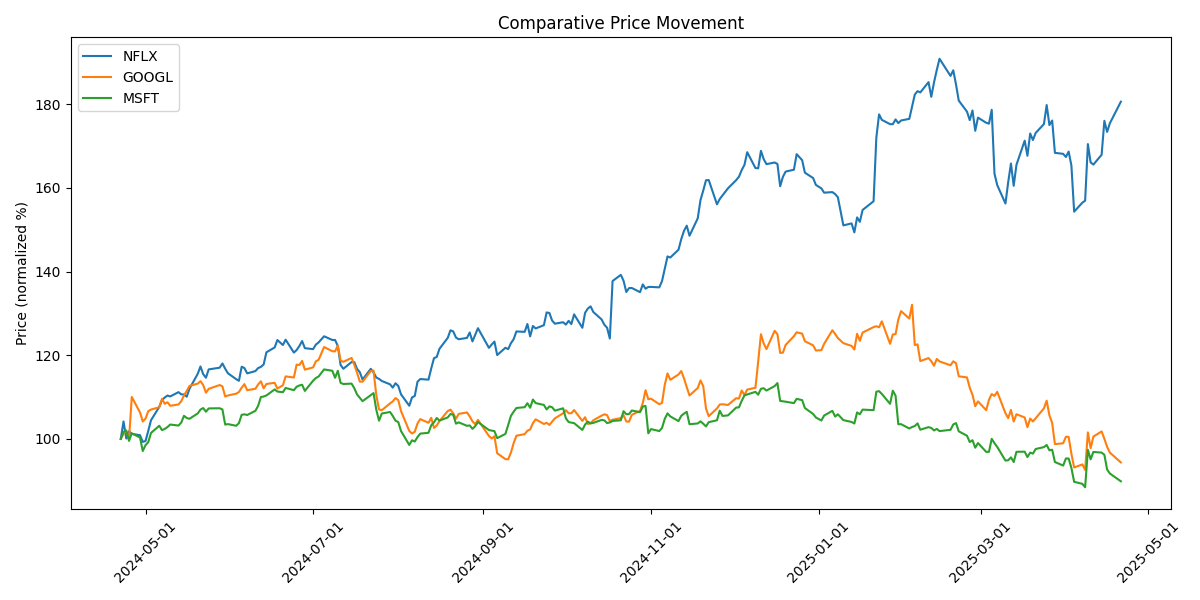 Comparative Price Movement
NFLX
GOOGL
MSFT
Price (normalized %)
180
160
140
120
100
2024-05-01
2024-07-01
2024-09-01
2024-11-01
2025-01-01
2025-03-01
2025-05-01